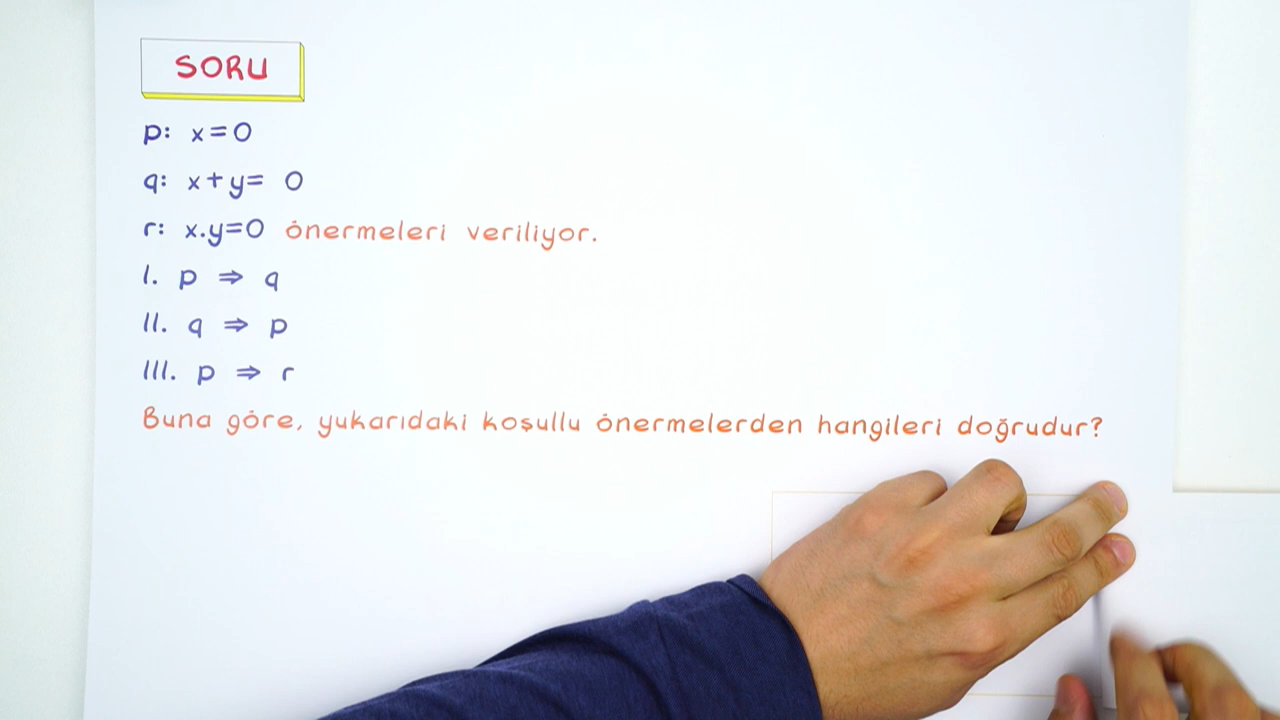 SORU
p: x=0
q: x+y= 0
r: x.y=0 önermeleri veriliyor.
I. p ⇒ q
II. q ⇒ p
III. p ⇒ r
Buna göre, yukarıdaki koşullu önermelerden hangileri doğrudur?